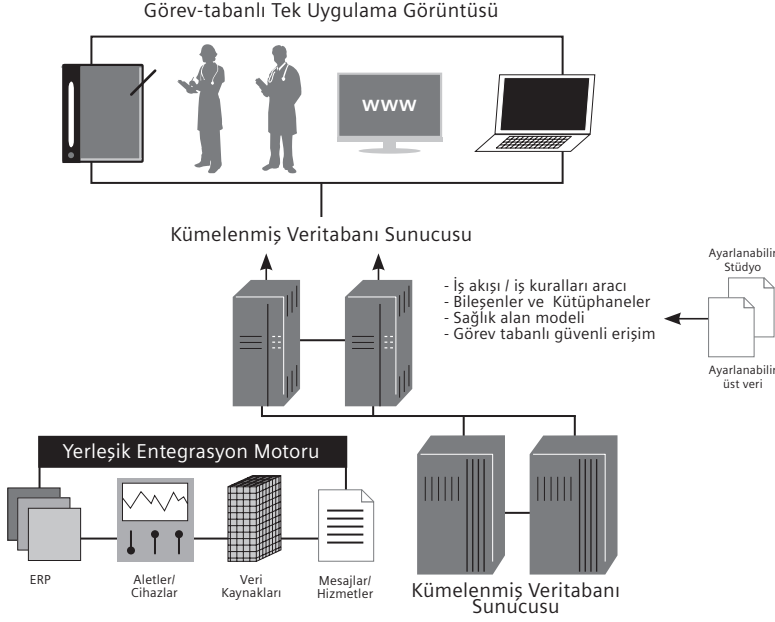 Görev-tabanlı Tek Uygulama Görüntüsü
www
Kümelenmiş Veritabanı Sunucusu
- İş akışı / iş kuralları aracı
- Bileşenler ve Kütüphaneler
- Sağlık alan modeli
- Görev tabanlı güvenli erişim
Ayarlanabilir
Stüdyo
Ayarlanabilir
üst veri
Yerleşik Entegrasyon Motoru
ERP
Aletler/
Cihazlar
Veri
Kaynakları
Mesajlar/
Hizmetler
Kümelenmiş Veritabanı
Sunucusu